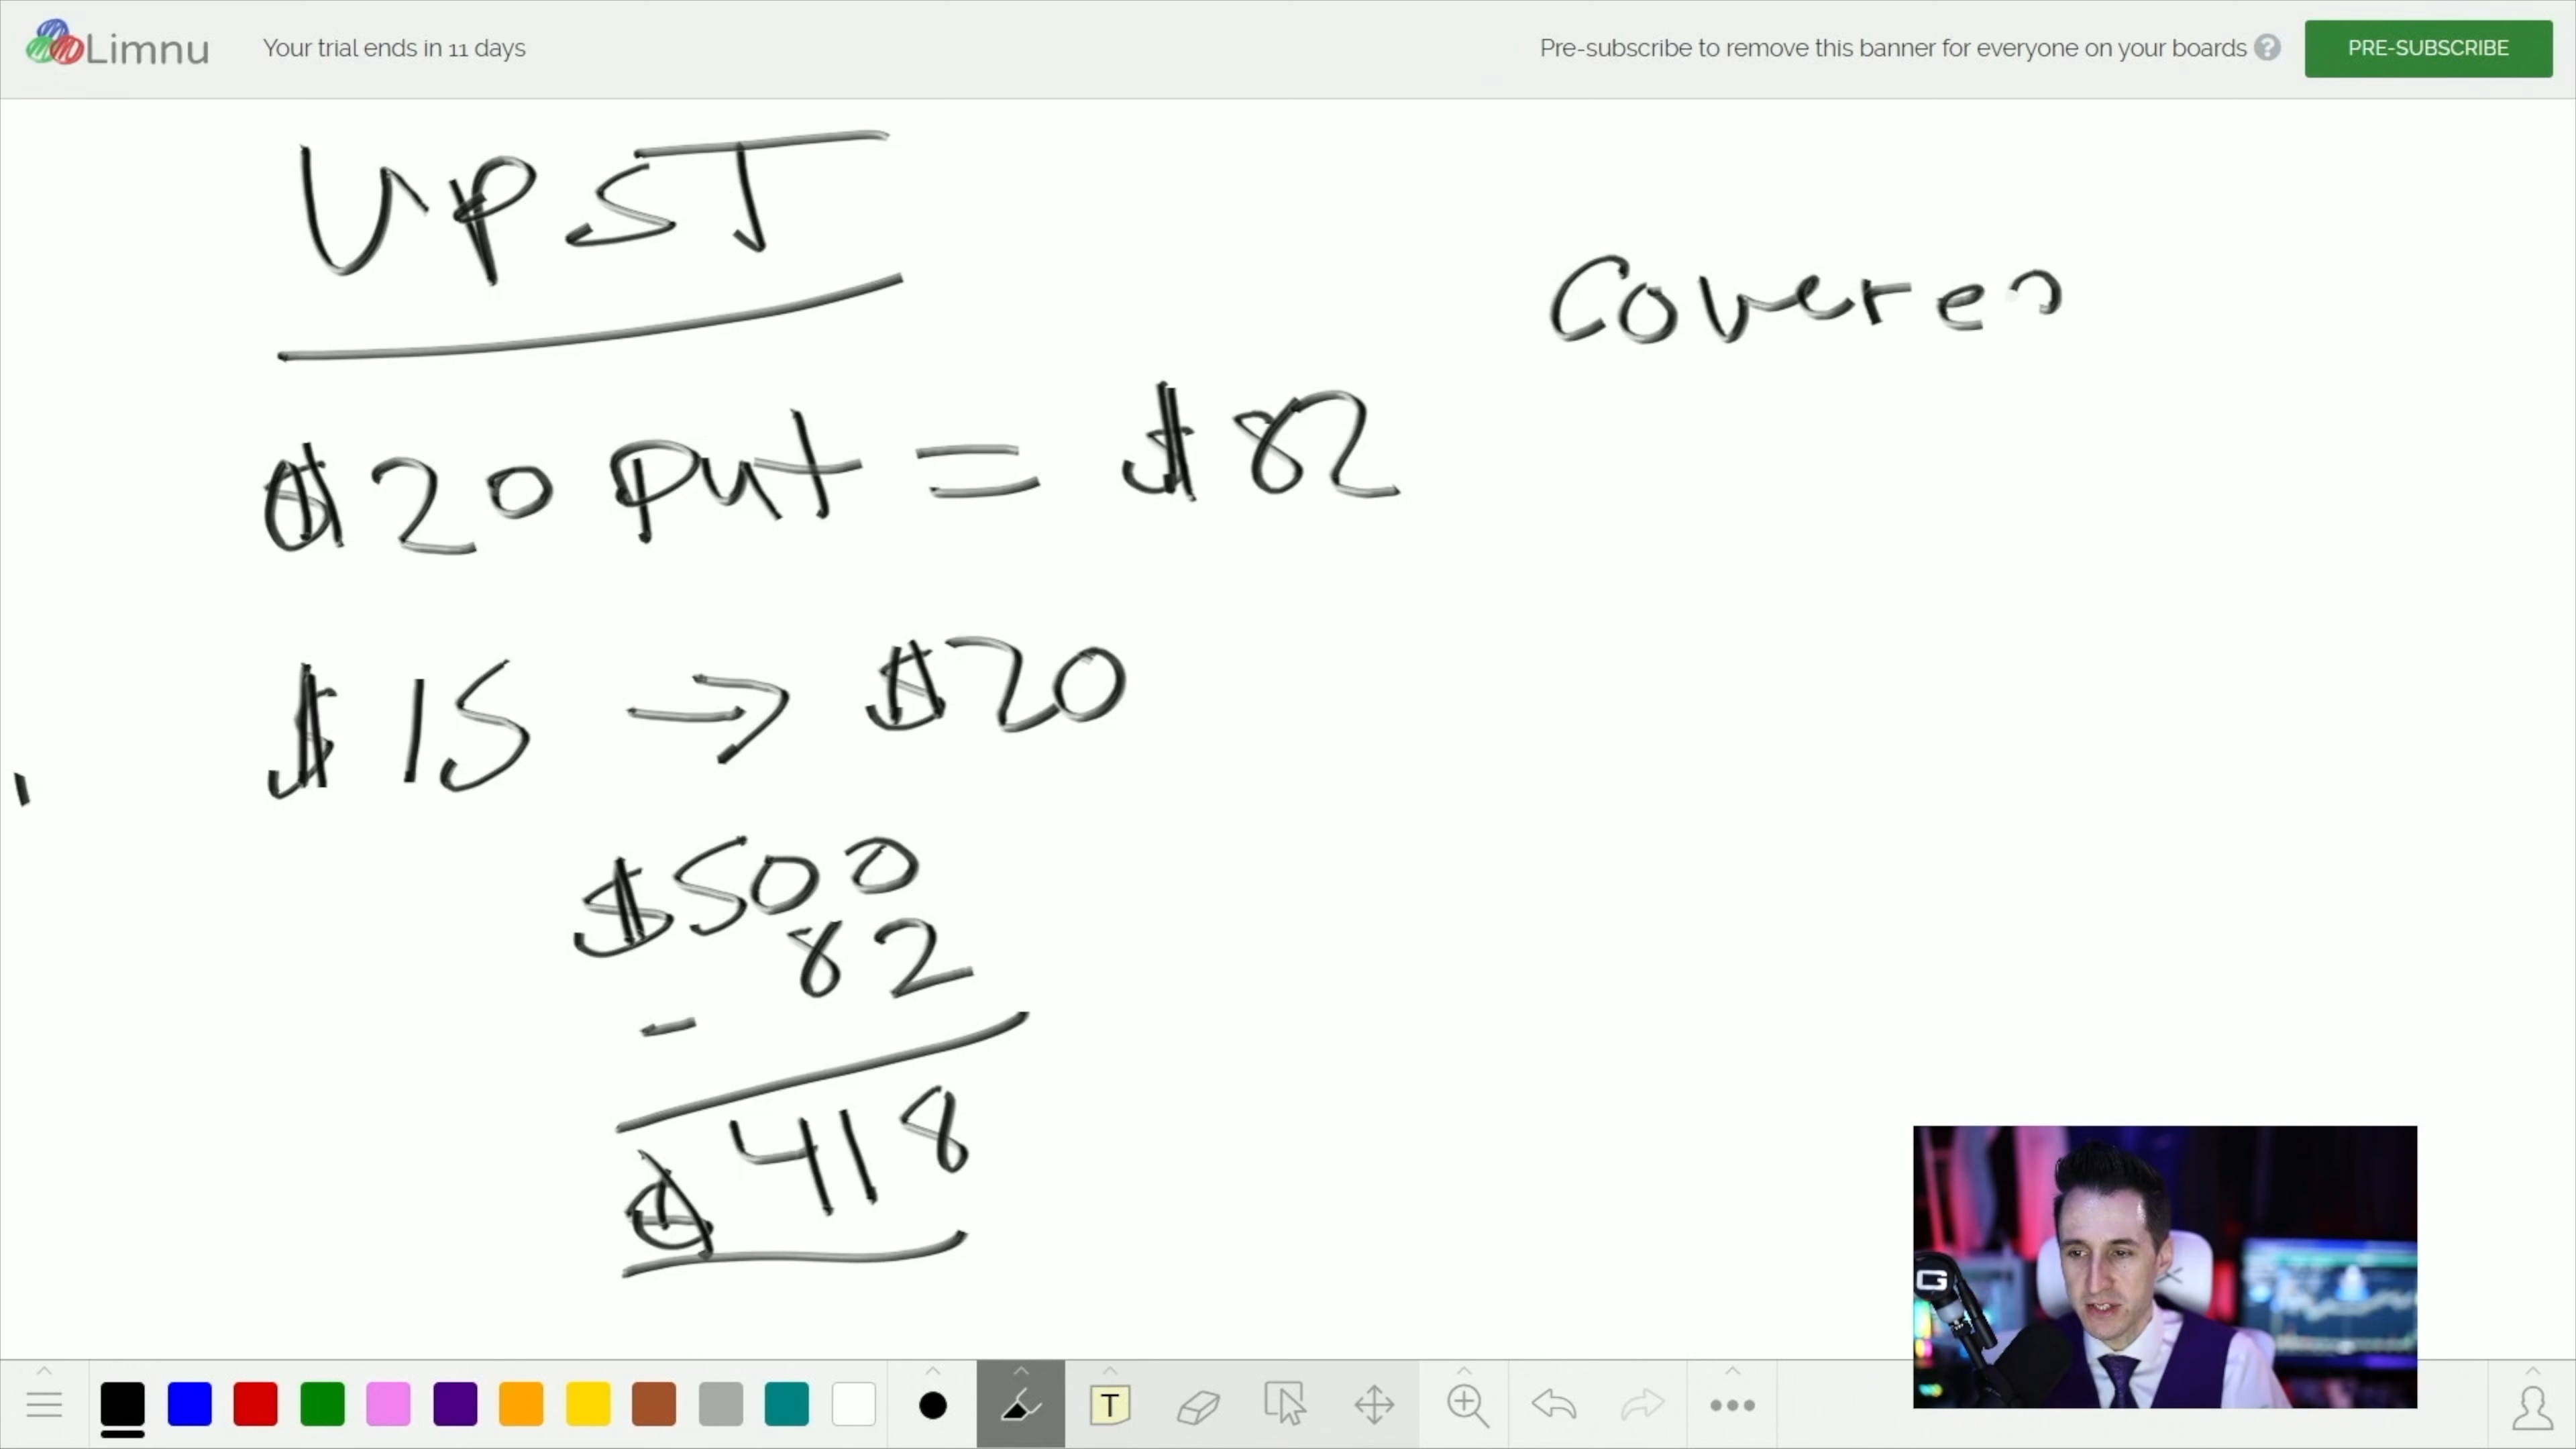 Limnu Your trial ends in 11 days Pre-subscribe to remove this banner for everyone on your boards ? PRE-SUBSCRIBE
UPST
Covered
$20 put = $82
$15 → $20
$500
82
-
$418
T
G